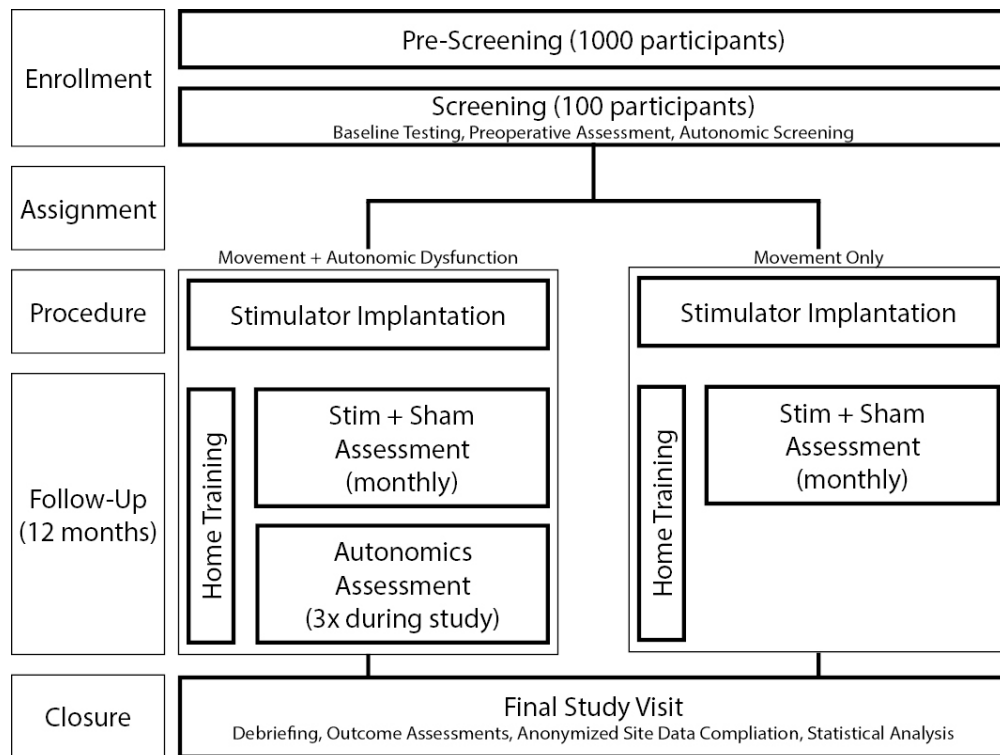 Enrollment
Pre-Screening (1000 participants)
Screening (100 participants)
Baseline Testing, Preoperative Assessment, Autonomic Screening
Assignment
Movement + Autonomic Dysfunction
Movement Only
Procedure
Stimulator Implantation
Stimulator Implantation
Follow-Up
(12 months)
Home Training
Stim + Sham
Assessment
(monthly)
Autonomics
Assessment
(3x during study)
Home Training
Stim + Sham
Assessment
(monthly)
Closure
Final Study Visit
Debriefing, Outcome Assessments, Anonymized Site Data Compliation, Statistical Analysis